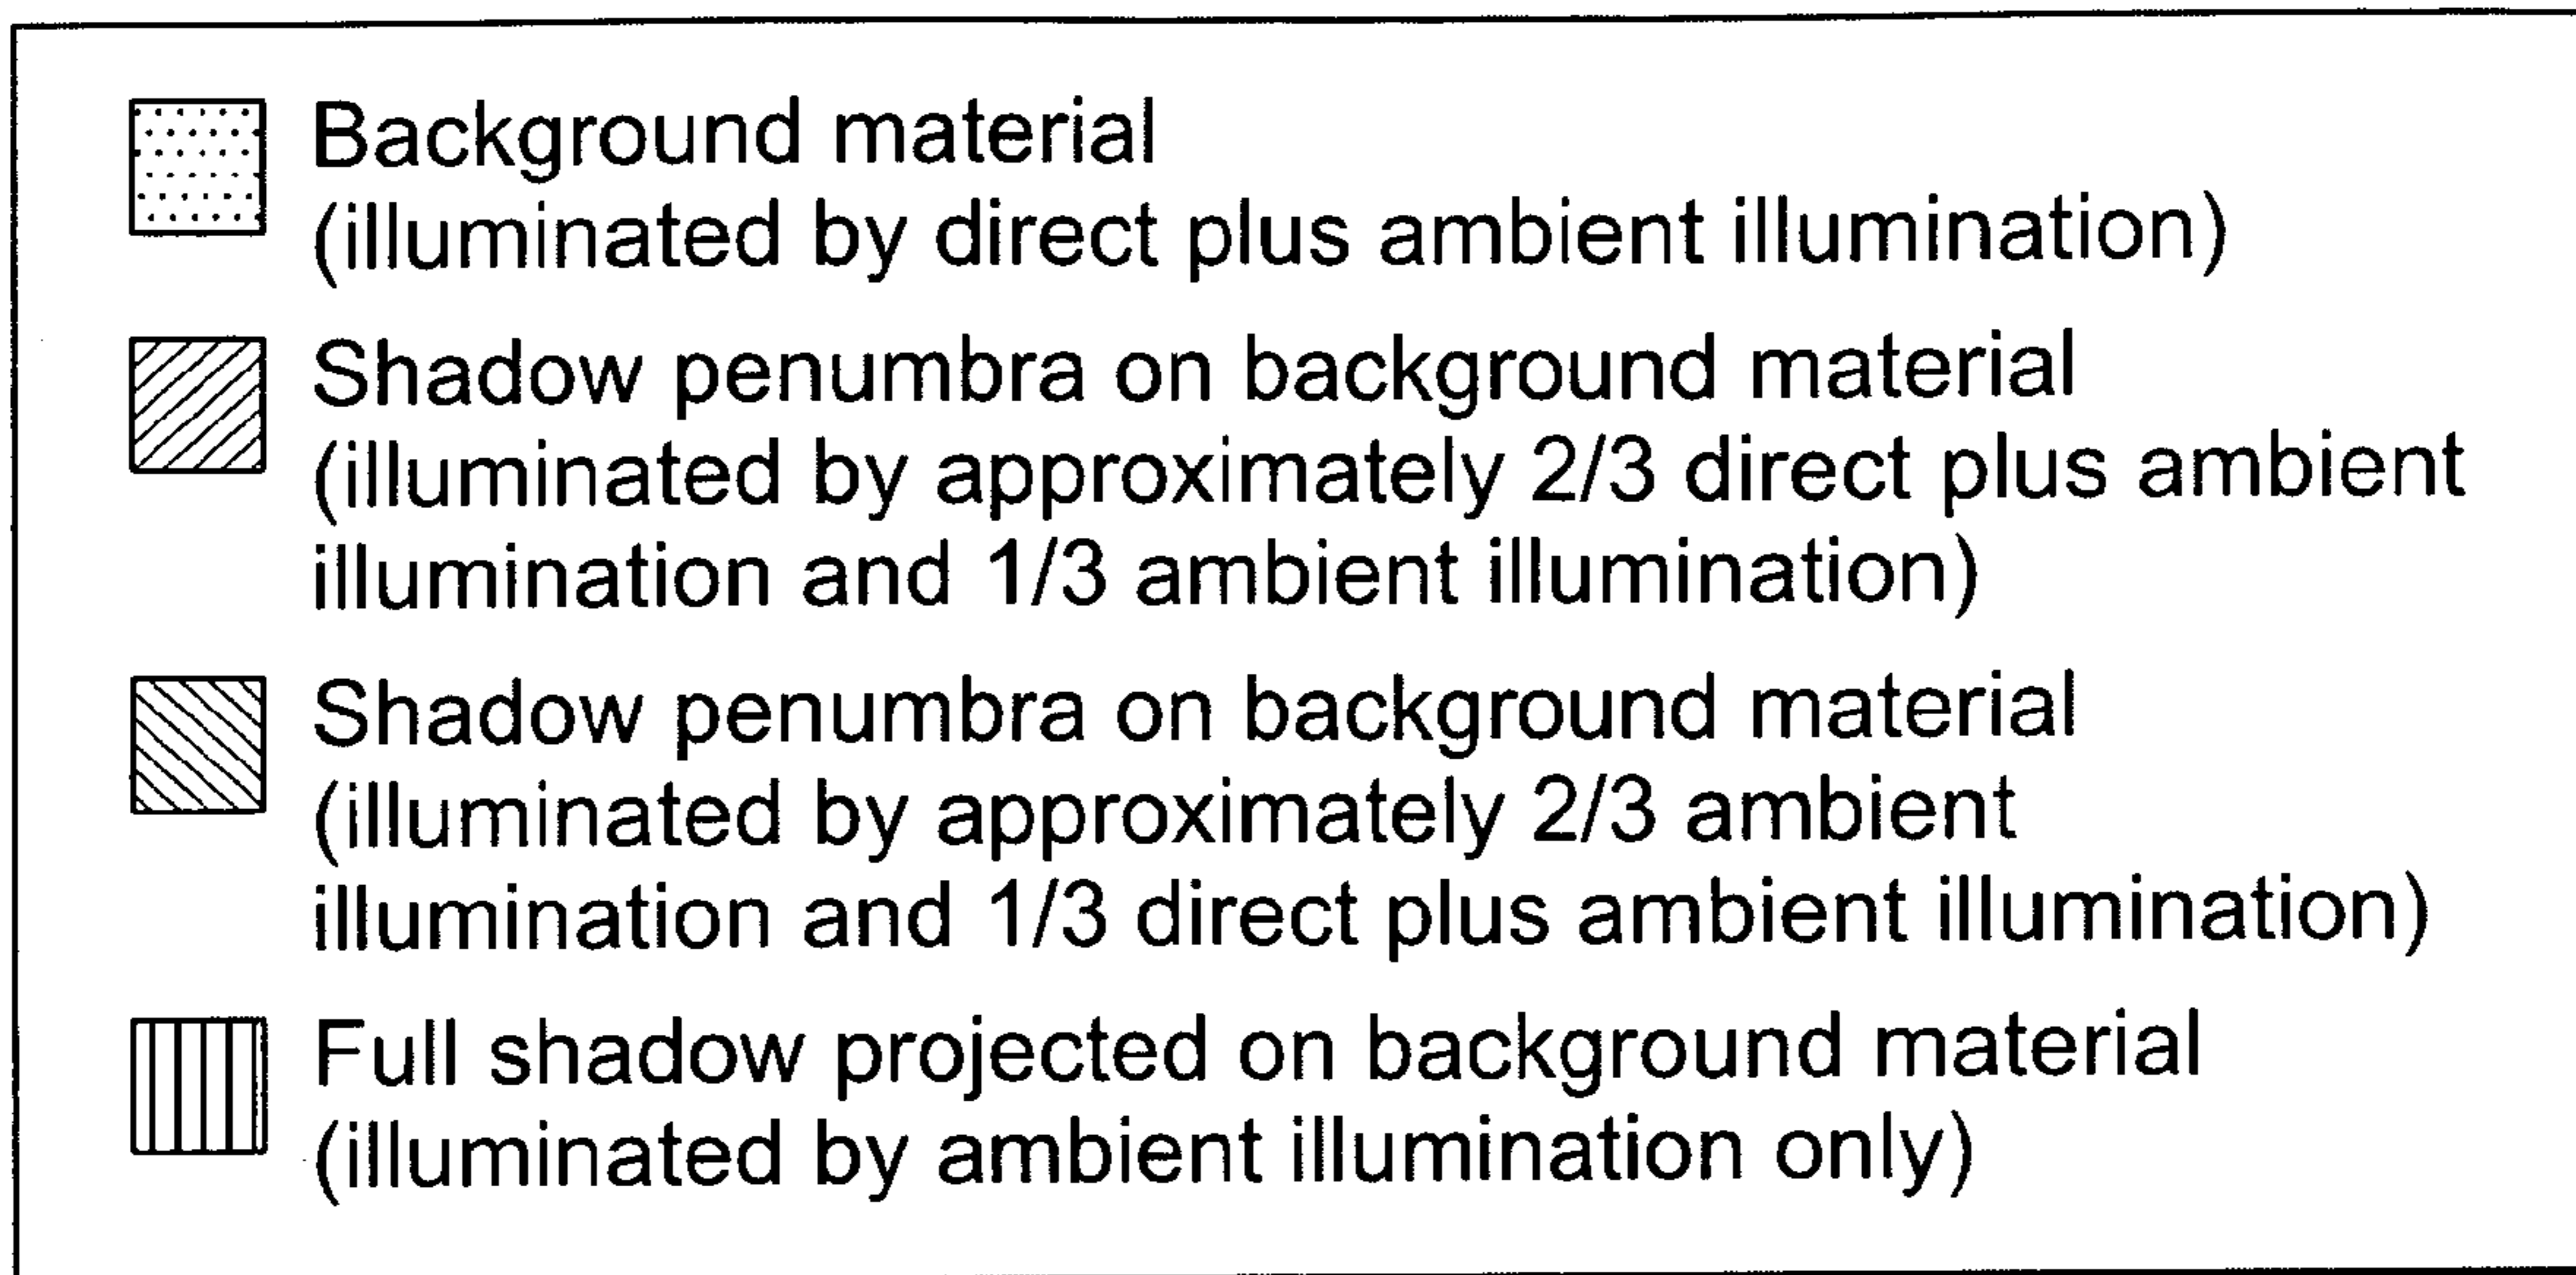 Background material
(illuminated by direct plus ambient illumination)
Shadow penumbra on background material
(illuminated by approximately 2/3 direct plus ambient
illumination and 1/3 ambient illumination)
Shadow penumbra on background material
(illuminated by approximately 2/3 ambient
illumination and 1/3 direct plus ambient illumination)
Full shadow projected on background material
(illuminated by ambient illumination only)